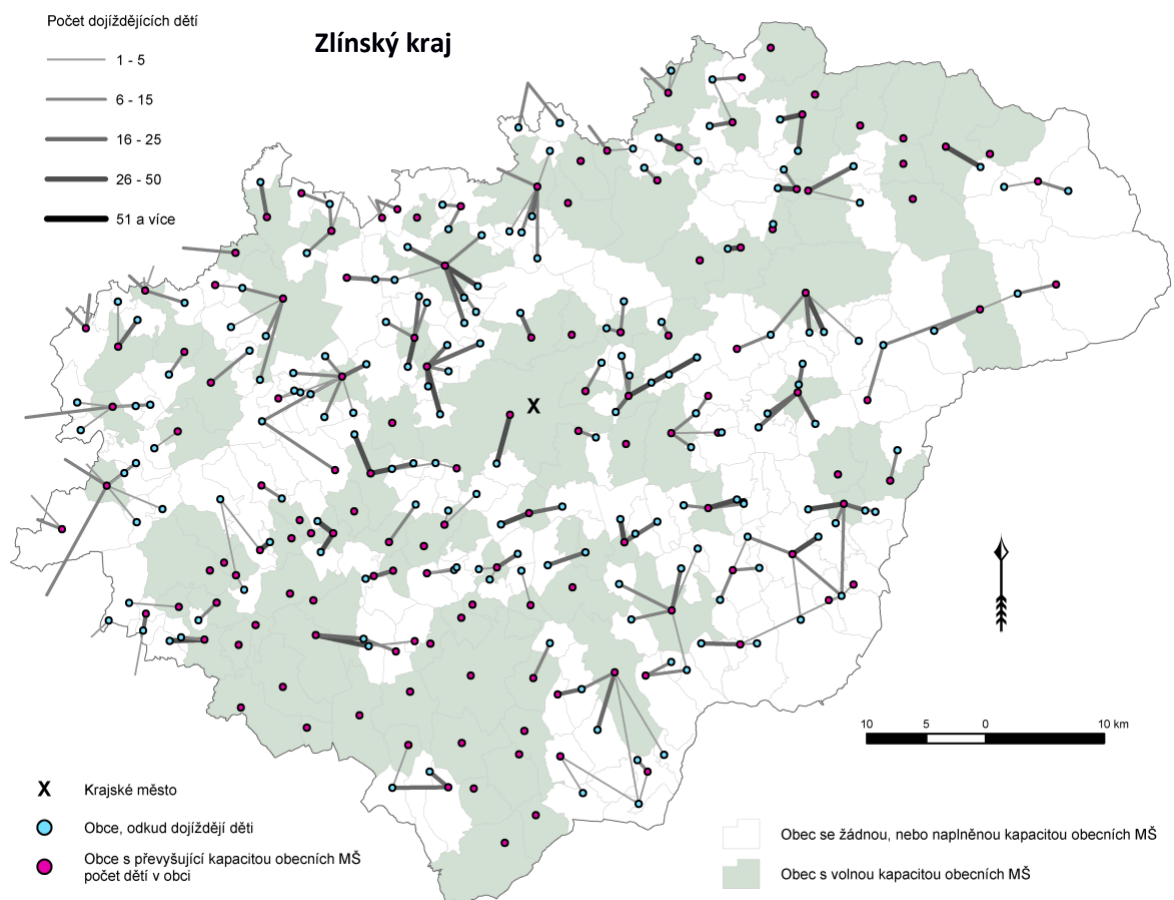 Počet dojíždějících dětí
Zlínský kraj
1 - 5
6 - 15
16 - 25
26 - 50
51 a více
X
10 5 0 10 km
X Krajské město
Obce, odkud dojíždějí děti
Obce s převyšující kapacitou obecních MŠ
počet dětí v obci
Obec se žádnou, nebo naplněnou kapacitou obecních MŠ
Obec s volnou kapacitou obecních MŠ